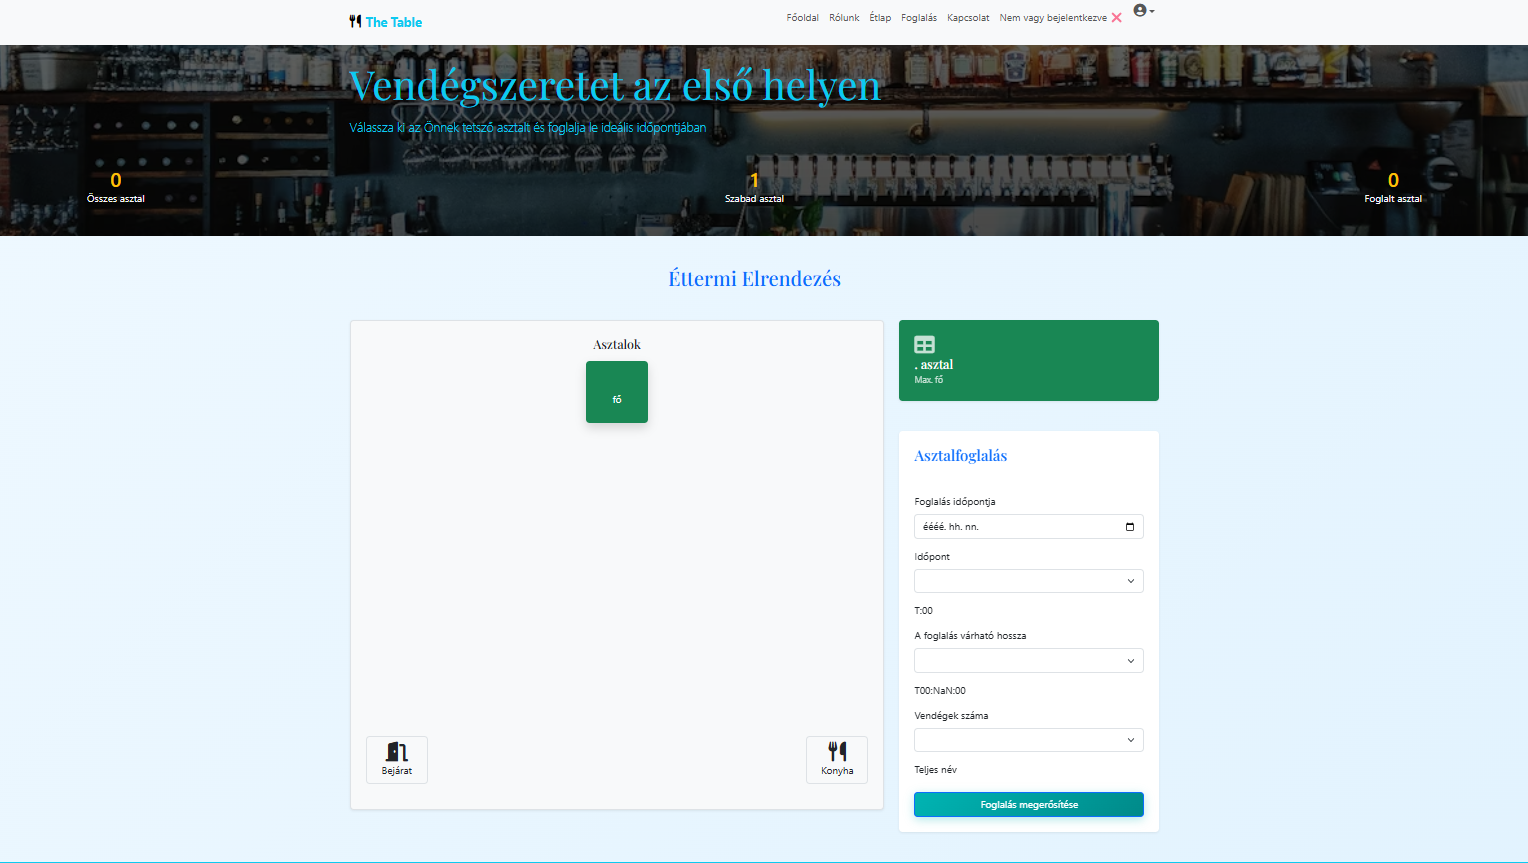 The Table
Főoldal Rólunk Étlap Foglalás Kapcsolat Nem vagy bejelentkezve ❌
Vendégszeretet az első helyen
Válassza ki az Önnek tetsző asztalt és foglalja le ideális időpontjában
0
Összes asztal
1
Szabad asztal
0
Foglalt asztal
Éttermi Elrendezés
Asztalok
fő
Bejárat
Konyha
. asztal
Max. fő
Asztalfoglalás
Foglalás időpontja
éééé. hh. nn.
Időpont
T:00
A foglalás várható hossza
T00:NaN:00
Vendégek száma
Teljes név
Foglalás megerősítése